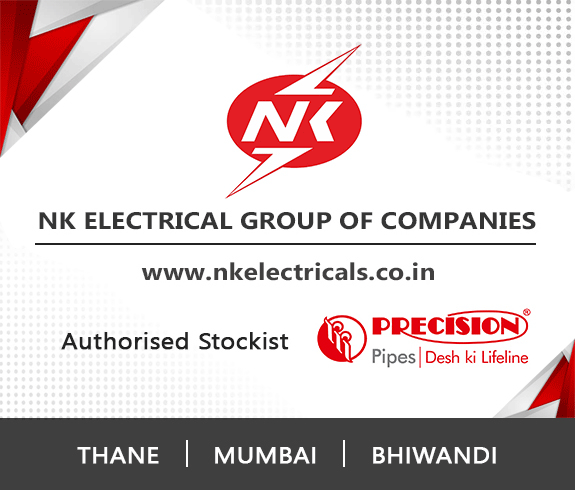 NK
NK ELECTRICAL GROUP OF COMPANIES
www.nkelectricals.co.in
Authorised Stockist
PRECISION®
Pipes | Desh ki Lifeline
THANE | MUMBAI | BHIWANDI